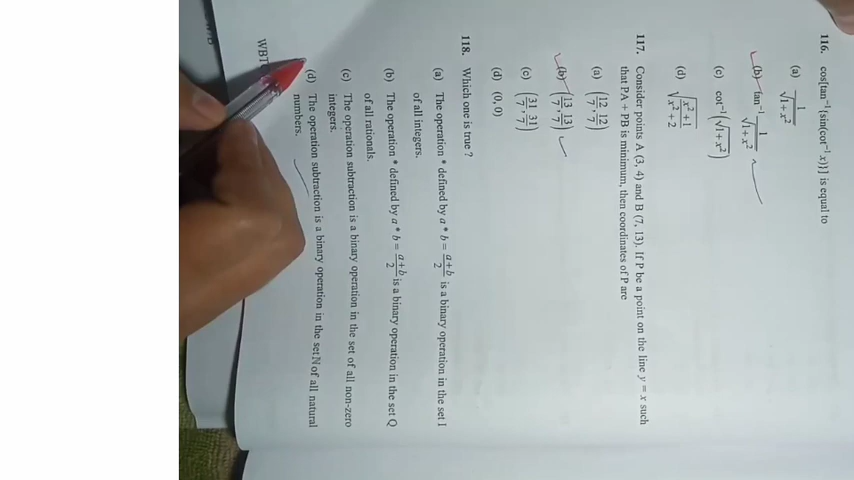 116. cos[tan⁻¹{sin(cot⁻¹ x)}] is equal to
(a) 1/√(1+x²)
(b) tan⁻¹ 1/√(1+x²)
(c) cot⁻¹(√(1+x²))
(d) √((x²+1)/(x²+2))
117. Consider points A (3, 4) and B (7, 13). If P be a point on the line y = x such
that PA + PB is minimum, then coordinates of P are
(a) (12/7, 12/7)
(b) (13/7, 13/7)
(c) (31/7, 31/7)
(d) (0, 0)
118. Which one is true ?
(a) The operation * defined by a * b = (a+b)/2 is a binary operation in the set I
of all integers.
(b) The operation * defined by a * b = (a+b)/2 is a binary operation in the set Q
of all rationals.
(c) The operation subtraction is a binary operation in the set of all non-zero
integers.
(d) The operation subtraction is a binary operation in the set N of all natural
numbers.